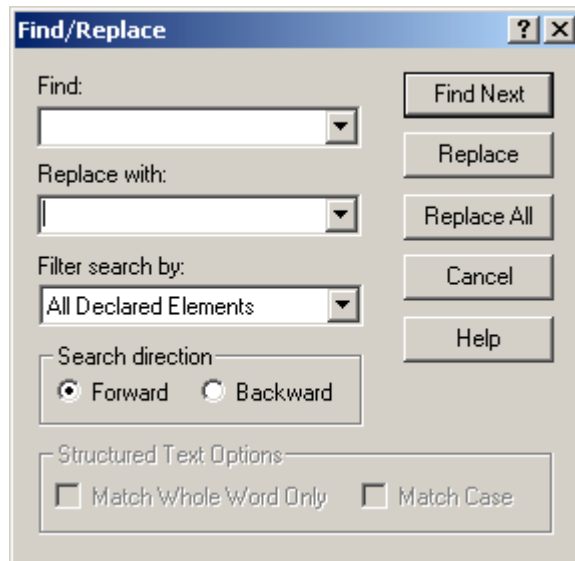 Find/Replace
Find:
Find Next
Replace
Replace with:
Replace All
Filter search by:
All Declared Elements
Cancel
Help
Search direction
Forward Backward
Structured Text Options
Match Whole Word Only Match Case